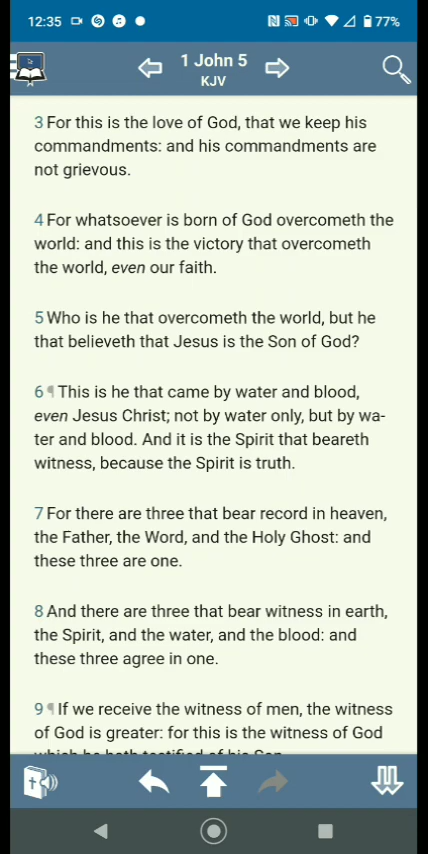 12:35
77%
1 John 5
KJV
3 For this is the love of God, that we keep his
commandments: and his commandments are
not grievous.
4 For whatsoever is born of God overcometh the
world: and this is the victory that overcometh
the world, even our faith.
5 Who is he that overcometh the world, but he
that believeth that Jesus is the Son of God?
6 ¶ This is he that came by water and blood,
even Jesus Christ; not by water only, but by wa-
ter and blood. And it is the Spirit that beareth
witness, because the Spirit is truth.
7 For there are three that bear record in heaven,
the Father, the Word, and the Holy Ghost: and
these three are one.
8 And there are three that bear witness in earth,
the Spirit, and the water, and the blood: and
these three agree in one.
9 ¶ If we receive the witness of men, the witness
of God is greater: for this is the witness of God
which he hath testified of his Son.